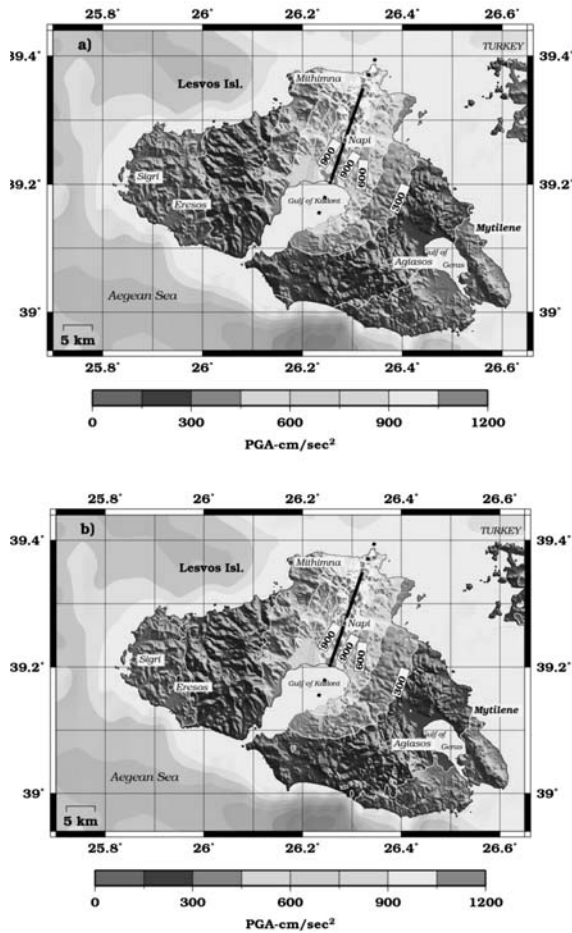 25.8° 26° 26.2° 26.4° 26.6°
a)
TURKEY
39.4° 39.4°
Lesvos Isl.
Mithimna
900 Napi
900
600
39.2° 39.2°
Sigri
Eresos
Gulf of Kalloni
300
Mytilene
Agiasos
Gulf of
Geras
Aegean Sea
39° 39°
5 km
25.8° 26° 26.2° 26.4° 26.6°
0 300 600 900 1200
PGA-cm/sec²
25.8° 26° 26.2° 26.4° 26.6°
b)
TURKEY
39.4° 39.4°
Lesvos Isl.
Mithimna
900 Napi
900
600
39.2° 39.2°
Sigri
Eresos
Gulf of Kalloni
300
Mytilene
Agiasos
Gulf of
Geras
Aegean Sea
39° 39°
5 km
25.8° 26° 26.2° 26.4° 26.6°
0 300 600 900 1200
PGA-cm/sec²